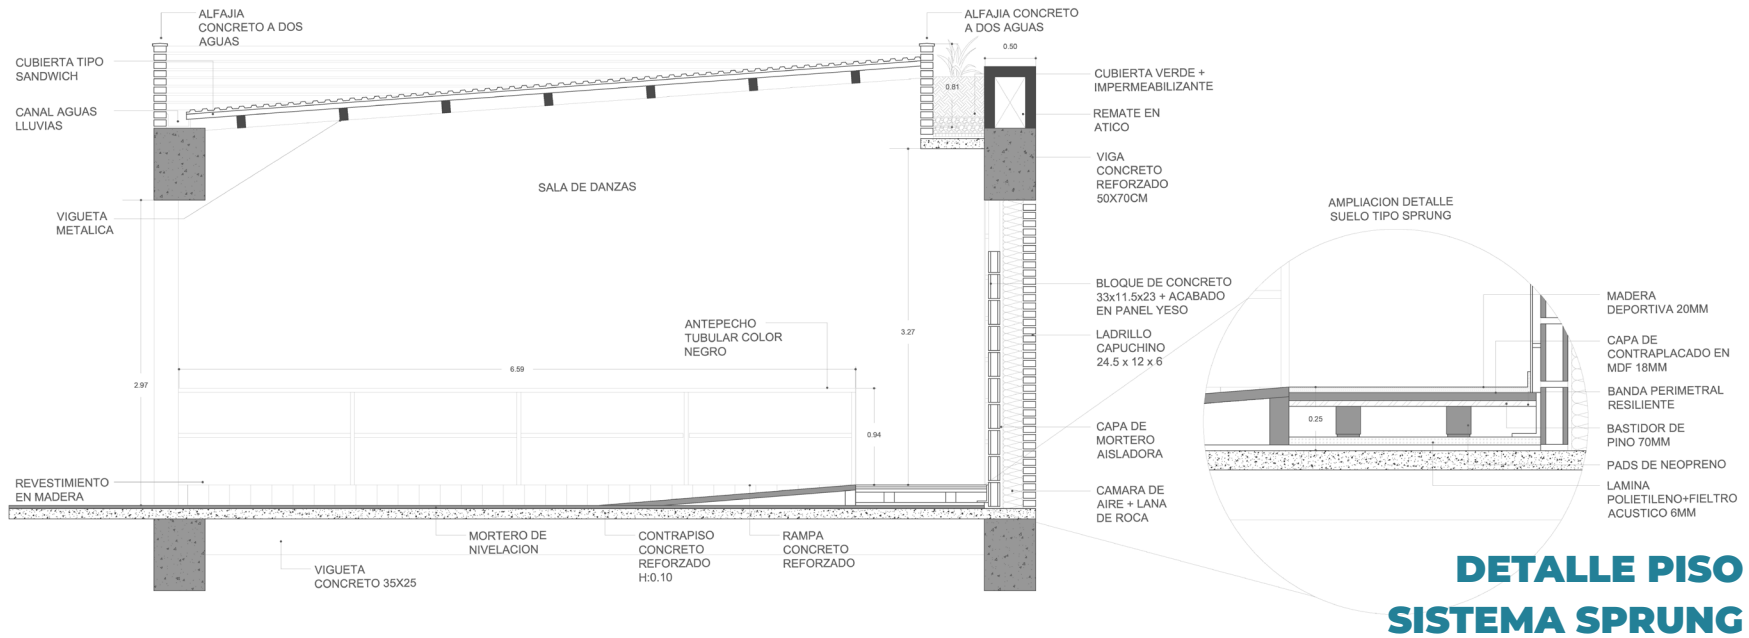 ALFAJIA
CONCRETO A DOS
AGUAS
CUBIERTA TIPO
SANDWICH
CANAL AGUAS
LLUVIAS
VIGUETA
METALICA
SALA DE DANZAS
ALFAJIA CONCRETO
A DOS AGUAS
0.50
0.81
CUBIERTA VERDE +
IMPERMEABILIZANTE
REMATE EN
ATICO
VIGA
CONCRETO
REFORZADO
50X70CM
BLOQUE DE CONCRETO
33x11.5x23 + ACABADO
EN PANEL YESO
LADRILLO
CAPUCHINO
24.5 x 12 x 6
CAPA DE
MORTERO
AISLADORA
CAMARA DE
AIRE + LANA
DE ROCA
ANTEPECHO
TUBULAR COLOR
NEGRO
3.27
6.59
2.97
0.94
REVESTIMIENTO
EN MADERA
VIGUETA
CONCRETO 35X25
MORTERO DE
NIVELACION
CONTRAPISO
CONCRETO
REFORZADO
H:0.10
RAMPA
CONCRETO
REFORZADO
AMPLIACION DETALLE
SUELO TIPO SPRUNG
0.25
MADERA
DEPORTIVA 20MM
CAPA DE
CONTRAPLACADO EN
MDF 18MM
BANDA PERIMETRAL
RESILIENTE
BASTIDOR DE
PINO 70MM
PADS DE NEOPRENO
LAMINA
POLIETILENO+FIELTRO
ACUSTICO 6MM
DETALLE PISO
SISTEMA SPRUNG